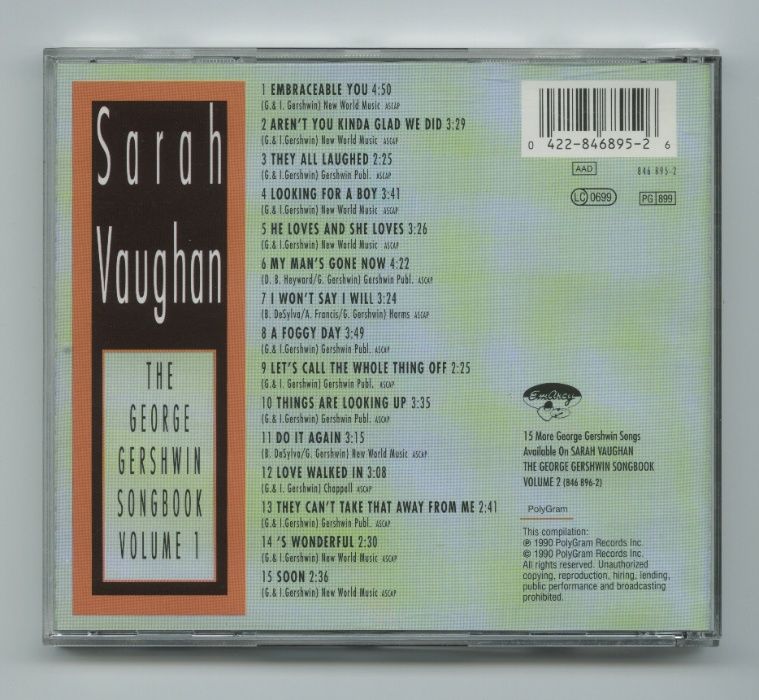 Sarah
Vaughan
THE
GEORGE
GERSHWIN
SONGBOOK
VOLUME 1
1 EMBRACEABLE YOU 4:50
(G.& I. Gershwin) New World Music ASCAP
2 AREN'T YOU KINDA GLAD WE DID 3:29
(G.& I.Gershwin) New World Music ASCAP
3 THEY ALL LAUGHED 2:25
(G.& I.Gershwin) Gershwin Publ. ASCAP
4 LOOKING FOR A BOY 3:41
(G.& I.Gershwin) New World Music ASCAP
5 HE LOVES AND SHE LOVES 3:26
(G.& I.Gershwin) New World Music ASCAP
6 MY MAN'S GONE NOW 4:22
(D. B. Heyward/G. Gershwin) Gershwin Publ. ASCAP
7 I WON'T SAY I WILL 3:24
(B. DeSylva/A. Francis/G. Gershwin) Harms ASCAP
8 A FOGGY DAY 3:49
(G.& I.Gershwin) Gershwin Publ. ASCAP
9 LET'S CALL THE WHOLE THING OFF 2:25
(G.& I. Gershwin) Gershwin Publ. ASCAP
10 THINGS ARE LOOKING UP 3:35
(G.& I.Gershwin) Gershwin Publ. ASCAP
11 DO IT AGAIN 3:15
(B. DeSylva/G. Gershwin) New World Music ASCAP
12 LOVE WALKED IN 3:08
(G.& I.Gershwin) Chappell ASCAP
13 THEY CAN'T TAKE THAT AWAY FROM ME 2:41
(G.& I.Gershwin) Gershwin Publ. ASCAP
14 'S WONDERFUL 2:30
(G.& I.Gershwin) New World Music ASCAP
15 SOON 2:36
(G.& I.Gershwin) New World Music ASCAP
0 422-846895-2 6
AAD 846 895-2
LC 0699 PG 899
EmArcy
15 More George Gershwin Songs
Available On SARAH VAUGHAN
THE GEORGE GERSHWIN SONGBOOK
VOLUME 2 (846 896-2)
PolyGram
This compilation:
℗ 1990 PolyGram Records Inc.
© 1990 PolyGram Records Inc.
All rights reserved. Unauthorized
copying, reproduction, hiring, lending,
public performance and broadcasting
prohibited.